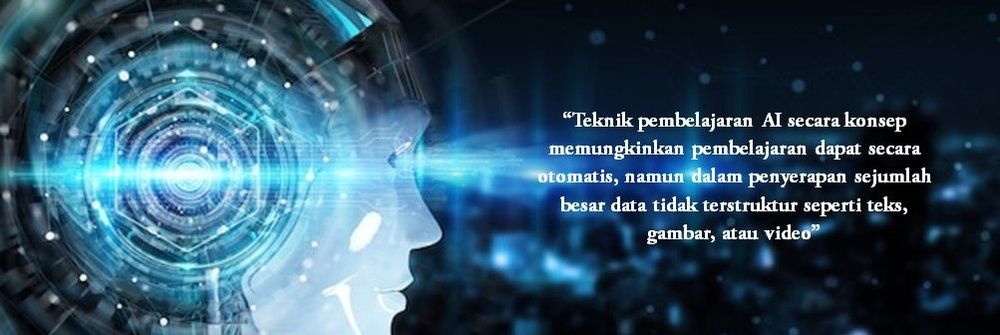 “Teknik pembelajaran AI secara konsep
memungkinkan pembelajaran dapat secara
otomatis, namun dalam penyerapan sejumlah
besar data tidak terstruktur seperti teks,
gambar, atau video”